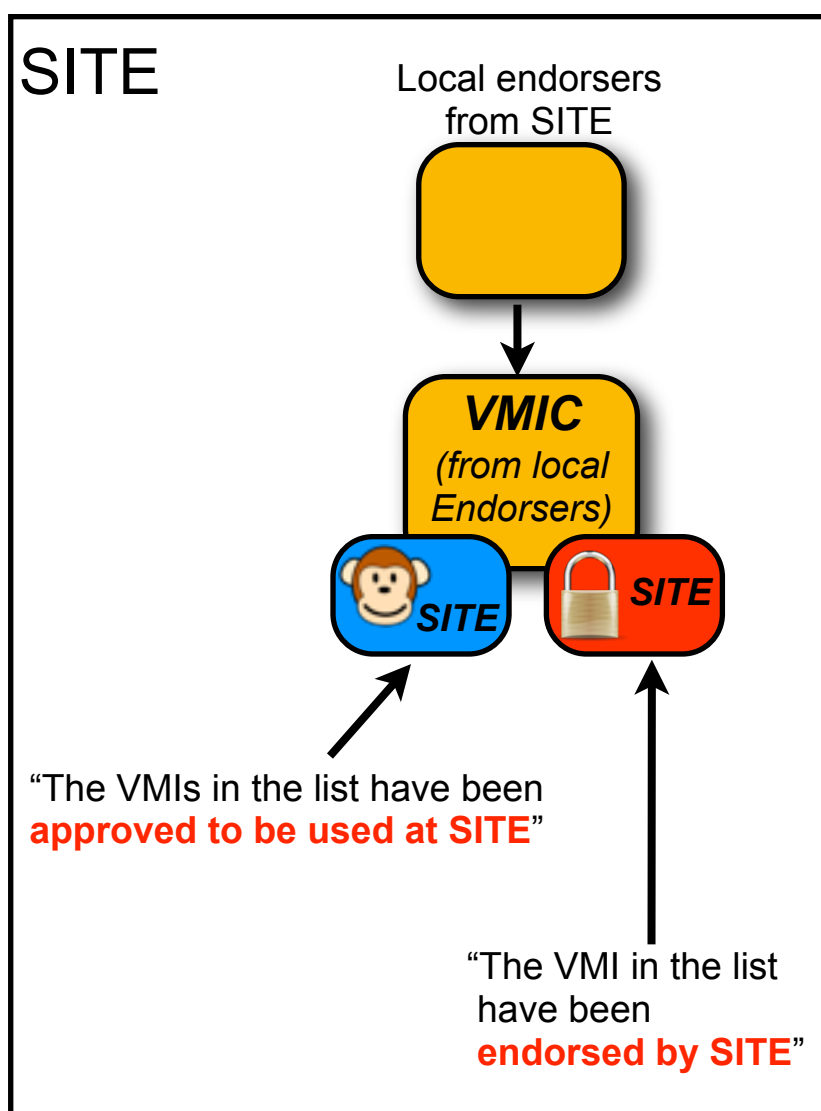 SITE
Local endorsers
from SITE
VMIC
(from local
Endorsers)
SITE
SITE
“The VMIs in the list have been
approved to be used at SITE”
“The VMI in the list
have been
endorsed by SITE”